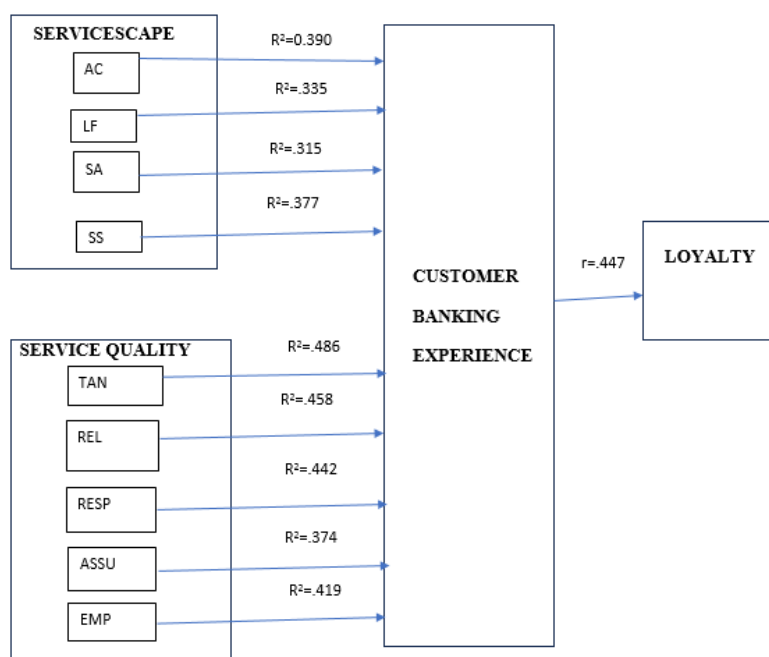 SERVICESCAPE
AC
R²=0.390
LF
R²=.335
SA
R²=.315
SS
R²=.377
SERVICE QUALITY
TAN
R²=.486
REL
R²=.458
RESP
R²=.442
ASSU
R²=.374
EMP
R²=.419
CUSTOMER
BANKING
EXPERIENCE
r=.447
LOYALTY